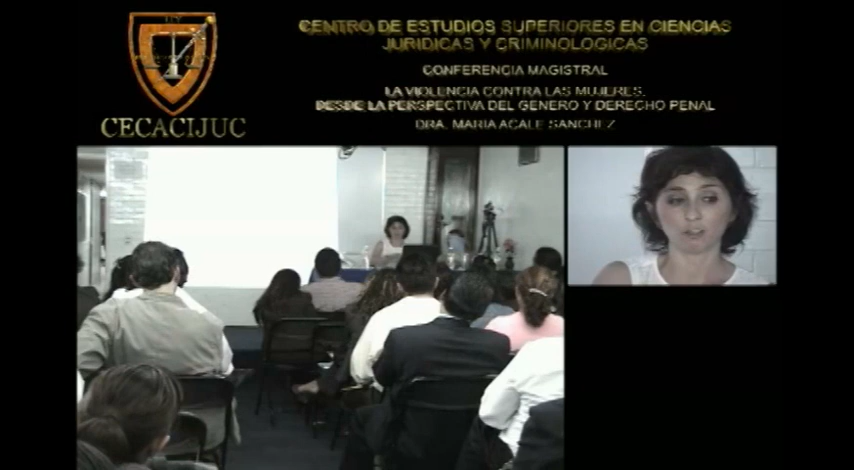 CENTRO DE ESTUDIOS SUPERIORES EN CIENCIAS
JURIDICAS Y CRIMINOLOGICAS
CONFERENCIA MAGISTRAL
LA VIOLENCIA CONTRA LAS MUJERES.
DESDE LA PERSPECTIVA DEL GENERO Y DERECHO PENAL
DRA. MARIA ACALE SANCHEZ
CECACIJUC